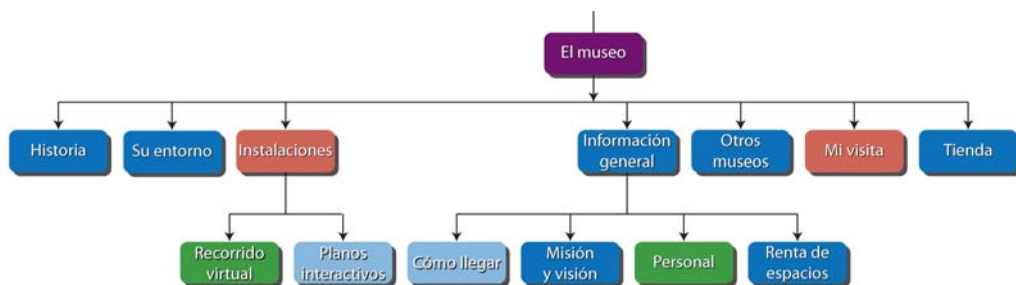 El museo
Historia
Su entorno
Instalaciones
Información
general
Otros
museos
Mi visita
Tienda
Recorrido
virtual
Planos
interactivos
Cómo llegar
Misión
y visión
Personal
Renta de
espacios